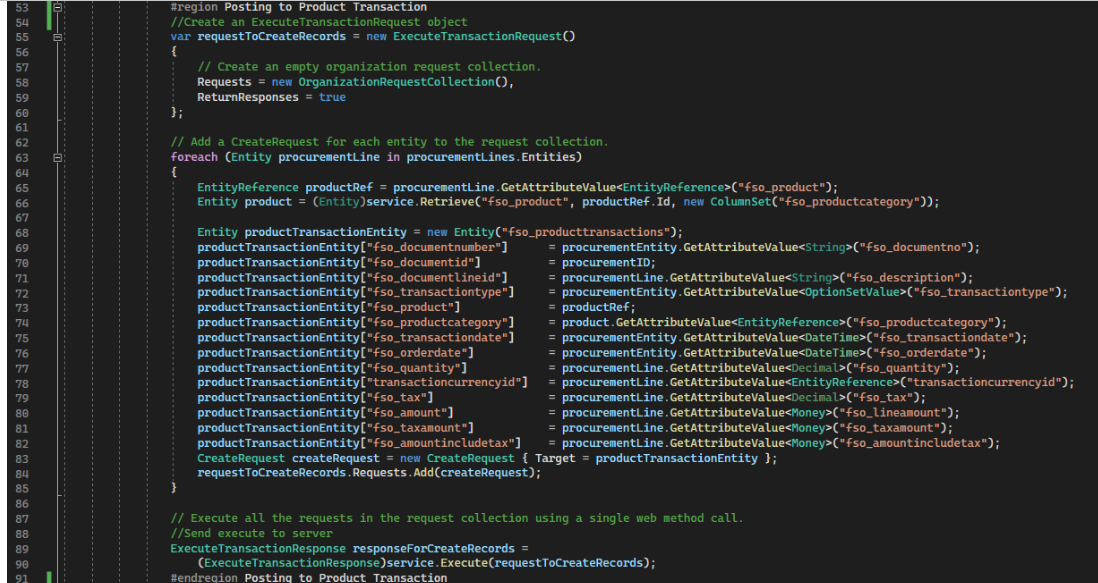 53 #region Posting to Product Transaction
54 //Create an ExecuteTransactionRequest object
55 var requestToCreateRecords = new ExecuteTransactionRequest()
56 {
57 // Create an empty organization request collection.
58 Requests = new OrganizationRequestCollection(),
59 ReturnResponses = true
60 };
61
62 // Add a CreateRequest for each entity to the request collection.
63 foreach (Entity procurementLine in procurementLines.Entities)
64 {
65 EntityReference productRef = procurementLine.GetAttributeValue<EntityReference>("fso_product");
66 Entity product = (Entity)service.Retrieve("fso_product", productRef.Id, new ColumnSet("fso_productcategory"));
67
68 Entity productTransactionEntity = new Entity("fso_producttransactions");
69 productTransactionEntity["fso_documentnumber"] = procurementEntity.GetAttributeValue<String>("fso_documentno");
70 productTransactionEntity["fso_documentid"] = procurementID;
71 productTransactionEntity["fso_documentlineid"] = procurementLine.GetAttributeValue<String>("fso_description");
72 productTransactionEntity["fso_transactiontype"] = procurementEntity.GetAttributeValue<OptionSetValue>("fso_transactiontype");
73 productTransactionEntity["fso_product"] = productRef;
74 productTransactionEntity["fso_productcategory"] = product.GetAttributeValue<EntityReference>("fso_productcategory");
75 productTransactionEntity["fso_transactiondate"] = procurementEntity.GetAttributeValue<DateTime>("fso_transactiondate");
76 productTransactionEntity["fso_orderdate"] = procurementEntity.GetAttributeValue<DateTime>("fso_orderdate");
77 productTransactionEntity["fso_quantity"] = procurementLine.GetAttributeValue<Decimal>("fso_quantity");
78 productTransactionEntity["transactioncurrencyid"] = procurementLine.GetAttributeValue<EntityReference>("transactioncurrencyid");
79 productTransactionEntity["fso_tax"] = procurementLine.GetAttributeValue<Decimal>("fso_tax");
80 productTransactionEntity["fso_amount"] = procurementLine.GetAttributeValue<Money>("fso_lineamount");
81 productTransactionEntity["fso_taxamount"] = procurementLine.GetAttributeValue<Money>("fso_taxamount");
82 productTransactionEntity["fso_amountincludetax"] = procurementLine.GetAttributeValue<Money>("fso_amountincludetax");
83 CreateRequest createRequest = new CreateRequest { Target = productTransactionEntity };
84 requestToCreateRecords.Requests.Add(createRequest);
85 }
86
87 // Execute all the requests in the request collection using a single web method call.
88 //Send execute to server
89 ExecuteTransactionResponse responseForCreateRecords =
90 (ExecuteTransactionResponse)service.Execute(requestToCreateRecords);
91 #endregion Posting to Product Transaction